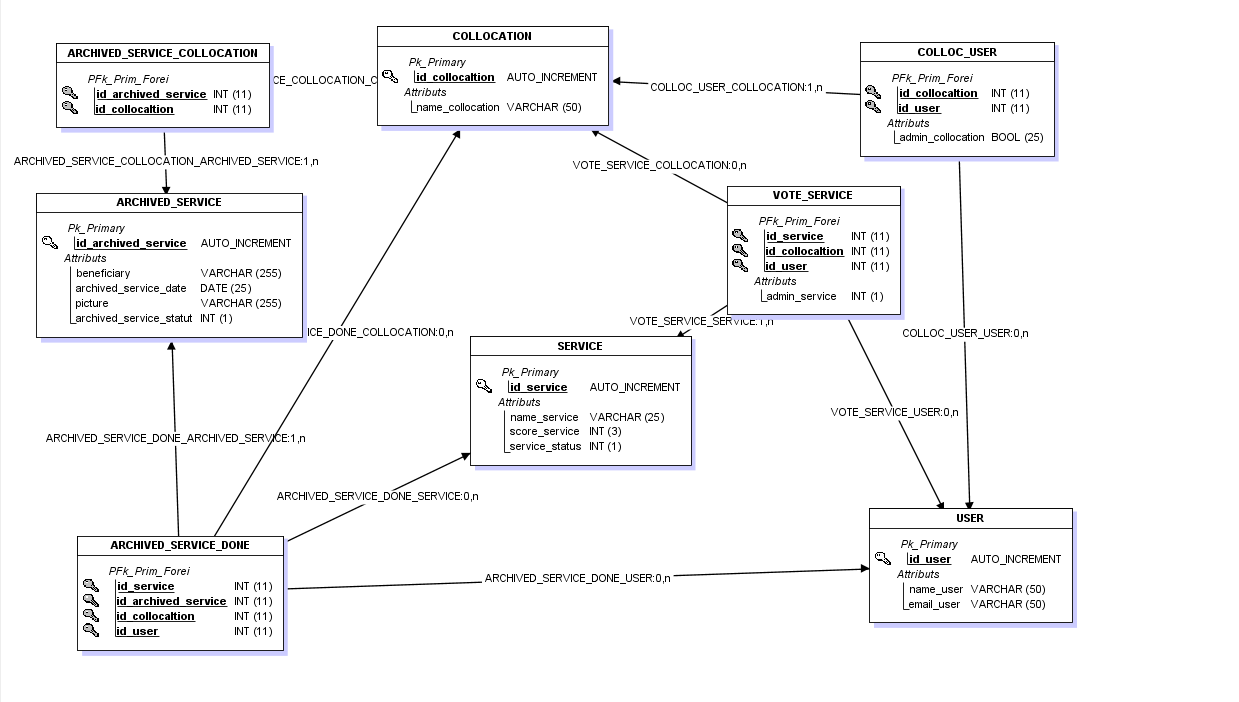 ARCHIVED_SERVICE_COLLOCATION
PFk_Prim_Forei
id_archived_service INT (11)
id_collocaltion INT (11)
CE_COLLOCATION_C
COLLOCATION
Pk_Primary
id_collocaltion AUTO_INCREMENT
Attributs
name_collocation VARCHAR (50)
COLLOC_USER_COLLOCATION:1,n
COLLOC_USER
PFk_Prim_Forei
id_collocaltion INT (11)
id_user INT (11)
Attributs
admin_collocation BOOL (25)
ARCHIVED_SERVICE_COLLOCATION_ARCHIVED_SERVICE:1,n
VOTE_SERVICE_COLLOCATION:0,n
ARCHIVED_SERVICE
Pk_Primary
id_archived_service AUTO_INCREMENT
Attributs
beneficiary VARCHAR (255)
archived_service_date DATE (25)
picture VARCHAR (255)
archived_service_statut INT (1)
VOTE_SERVICE
PFk_Prim_Forei
id_service INT (11)
id_collocaltion INT (11)
id_user INT (11)
Attributs
admin_service INT (1)
ICE_DONE_COLLOCATION:0,n
VOTE_SERVICE_SERVICE:1,n
COLLOC_USER_USER:0,n
SERVICE
Pk_Primary
id_service AUTO_INCREMENT
Attributs
name_service VARCHAR (25)
score_service INT (3)
service_status INT (1)
VOTE_SERVICE_USER:0,n
ARCHIVED_SERVICE_DONE_ARCHIVED_SERVICE:1,n
ARCHIVED_SERVICE_DONE_SERVICE:0,n
ARCHIVED_SERVICE_DONE
PFk_Prim_Forei
id_service INT (11)
id_archived_service INT (11)
id_collocaltion INT (11)
id_user INT (11)
ARCHIVED_SERVICE_DONE_USER:0,n
USER
Pk_Primary
id_user AUTO_INCREMENT
Attributs
name_user VARCHAR (50)
email_user VARCHAR (50)